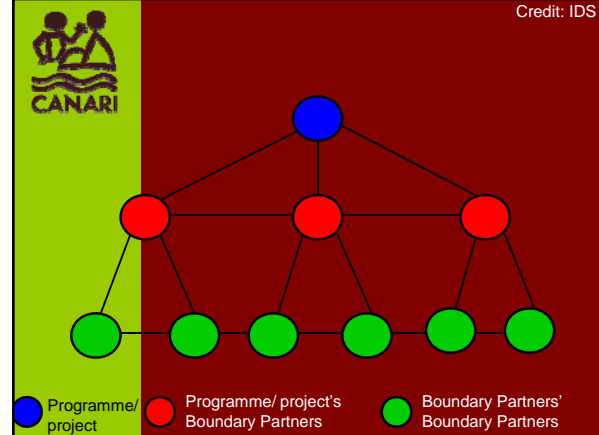 Credit: IDS
CANARI
Programme/
project
Programme/ project's
Boundary Partners
Boundary Partners'
Boundary Partners